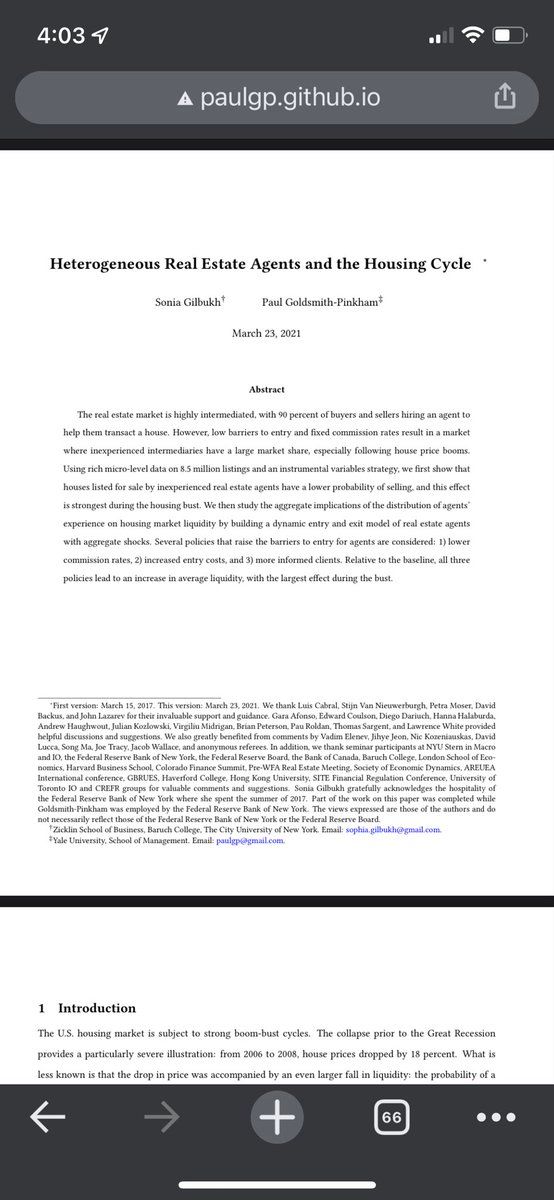 4:03
paulgp.github.io
Heterogeneous Real Estate Agents and the Housing Cycle *
Sonia Gilbukh† Paul Goldsmith-Pinkham‡
March 23, 2021
Abstract
The real estate market is highly intermediated, with 90 percent of buyers and sellers hiring an agent to
help them transact a house. However, low barriers to entry and fixed commission rates result in a market
where inexperienced intermediaries have a large market share, especially following house price booms.
Using rich micro-level data on 8.5 million listings and an instrumental variables strategy, we first show that
houses listed for sale by inexperienced real estate agents have a lower probability of selling, and this effect
is strongest during the housing bust. We then study the aggregate implications of the distribution of agents'
experience on housing market liquidity by building a dynamic entry and exit model of real estate agents
with aggregate shocks. Several policies that raise the barriers to entry for agents are considered: 1) lower
commission rates, 2) increased entry costs, and 3) more informed clients. Relative to the baseline, all three
policies lead to an increase in average liquidity, with the largest effect during the bust.
*First version: March 15, 2017. This version: March 23, 2021. We thank Luis Cabral, Stijn Van Nieuwerburgh, Petra Moser, David
Backus, and John Lazarev for their invaluable support and guidance. Gara Afonso, Edward Coulson, Diego Dariuch, Hanna Halaburda,
Andrew Haughwout, Julian Kozlowski, Virgiliu Midrigan, Brian Peterson, Pau Roldan, Thomas Sargent, and Lawrence White provided
helpful discussions and suggestions. We also greatly benefited from comments by Vadim Elenev, Jihye Jeon, Nic Kozeniauskas, David
Lucca, Song Ma, Joe Tracy, Jacob Wallace, and anonymous referees. In addition, we thank seminar participants at NYU Stern in Macro
and IO, the Federal Reserve Bank of New York, the Federal Reserve Board, the Bank of Canada, Baruch College, London School of Eco-
nomics, Harvard Business School, Colorado Finance Summit, Pre-WFA Real Estate Meeting, Society of Economic Dynamics, AREUEA
International conference, GBRUES, Haverford College, Hong Kong University, SITE Financial Regulation Conference, University of
Toronto IO and CREFR groups for valuable comments and suggestions. Sonia Gilbukh gratefully acknowledges the hospitality of
the Federal Reserve Bank of New York where she spent the summer of 2017. Part of the work on this paper was completed while
Goldsmith-Pinkham was employed by the Federal Reserve Bank of New York. The views expressed are those of the authors and do
not necessarily reflect those of the Federal Reserve Bank of New York or the Federal Reserve Board.
†Zicklin School of Business, Baruch College, The City University of New York. Email: sophia.gilbukh@gmail.com.
‡Yale University, School of Management. Email: paulgp@gmail.com.
1 Introduction
The U.S. housing market is subject to strong boom-bust cycles. The collapse prior to the Great Recession
provides a particularly severe illustration: from 2006 to 2008, house prices dropped by 18 percent. What is
less known is that the drop in price was accompanied by an even larger fall in liquidity: the probability of a
66